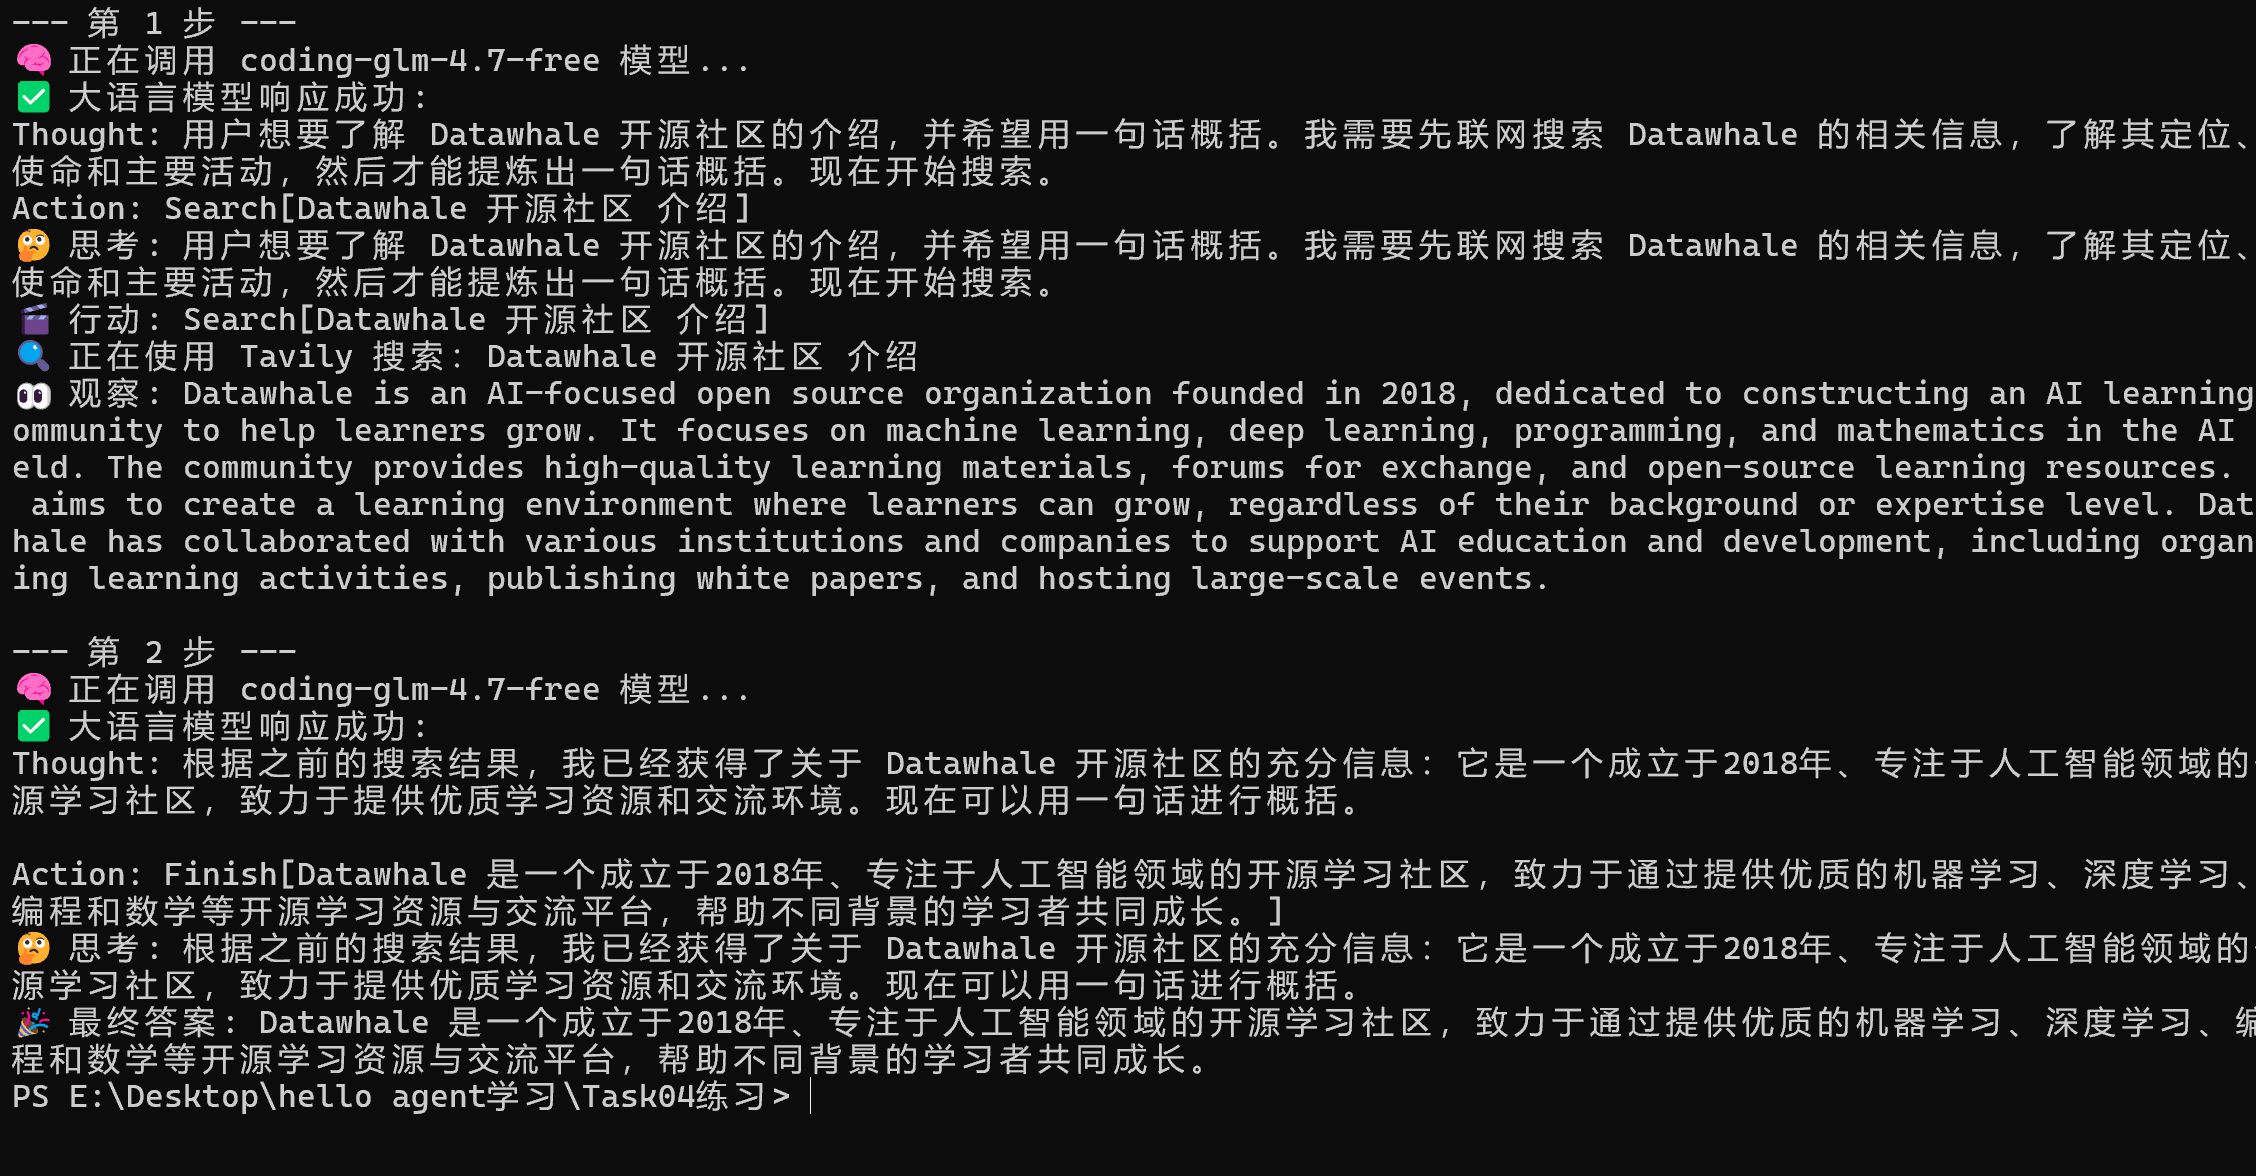 --- 第 1 步 ---
🧠 正在调用 coding-glm-4.7-free 模型...
✅ 大语言模型响应成功:
Thought: 用户想要了解 Datawhale 开源社区的介绍，并希望用一句话概括。我需要先联网搜索 Datawhale 的相关信息，了解其定位、
使命和主要活动，然后才能提炼出一句话概括。现在开始搜索。
Action: Search[Datawhale 开源社区 介绍]
🤔 思考: 用户想要了解 Datawhale 开源社区的介绍，并希望用一句话概括。我需要先联网搜索 Datawhale 的相关信息，了解其定位、
使命和主要活动，然后才能提炼出一句话概括。现在开始搜索。
🎬 行动: Search[Datawhale 开源社区 介绍]
🔍 正在使用 Tavily 搜索: Datawhale 开源社区 介绍
👀 观察: Datawhale is an AI-focused open source organization founded in 2018, dedicated to constructing an AI learning
ommunity to help learners grow. It focuses on machine learning, deep learning, programming, and mathematics in the AI
eld. The community provides high-quality learning materials, forums for exchange, and open-source learning resources.
aims to create a learning environment where learners can grow, regardless of their background or expertise level. Dat
hale has collaborated with various institutions and companies to support AI education and development, including organ
ing learning activities, publishing white papers, and hosting large-scale events.
--- 第 2 步 ---
🧠 正在调用 coding-glm-4.7-free 模型...
✅ 大语言模型响应成功:
Thought: 根据之前的搜索结果，我已经获得了关于 Datawhale 开源社区的充分信息：它是一个成立于2018年、专注于人工智能领域的
源学习社区，致力于提供优质学习资源和交流环境。现在可以用一句话进行概括。
Action: Finish[Datawhale 是一个成立于2018年、专注于人工智能领域的开源学习社区，致力于通过提供优质的机器学习、深度学习、
编程和数学等开源学习资源与交流平台，帮助不同背景的学习者共同成长。]
🤔 思考: 根据之前的搜索结果，我已经获得了关于 Datawhale 开源社区的充分信息：它是一个成立于2018年、专注于人工智能领域的
源学习社区，致力于提供优质学习资源和交流环境。现在可以用一句话进行概括。
🎉 最终答案: Datawhale 是一个成立于2018年、专注于人工智能领域的开源学习社区，致力于通过提供优质的机器学习、深度学习、编
程和数学等开源学习资源与交流平台，帮助不同背景的学习者共同成长。
PS E:\Desktop\hello agent学习\Task04练习>